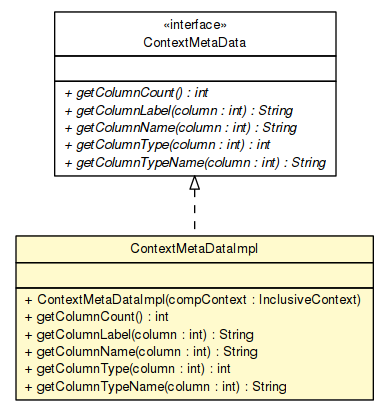 «interface»
ContextMetaData
+ getColumnCount() : int
+ getColumnLabel(column : int) : String
+ getColumnName(column : int) : String
+ getColumnType(column : int) : int
+ getColumnTypeName(column : int) : String
ContextMetaDataImpl
+ ContextMetaDataImpl(compContext : InclusiveContext)
+ getColumnCount() : int
+ getColumnLabel(column : int) : String
+ getColumnName(column : int) : String
+ getColumnType(column : int) : int
+ getColumnTypeName(column : int) : String